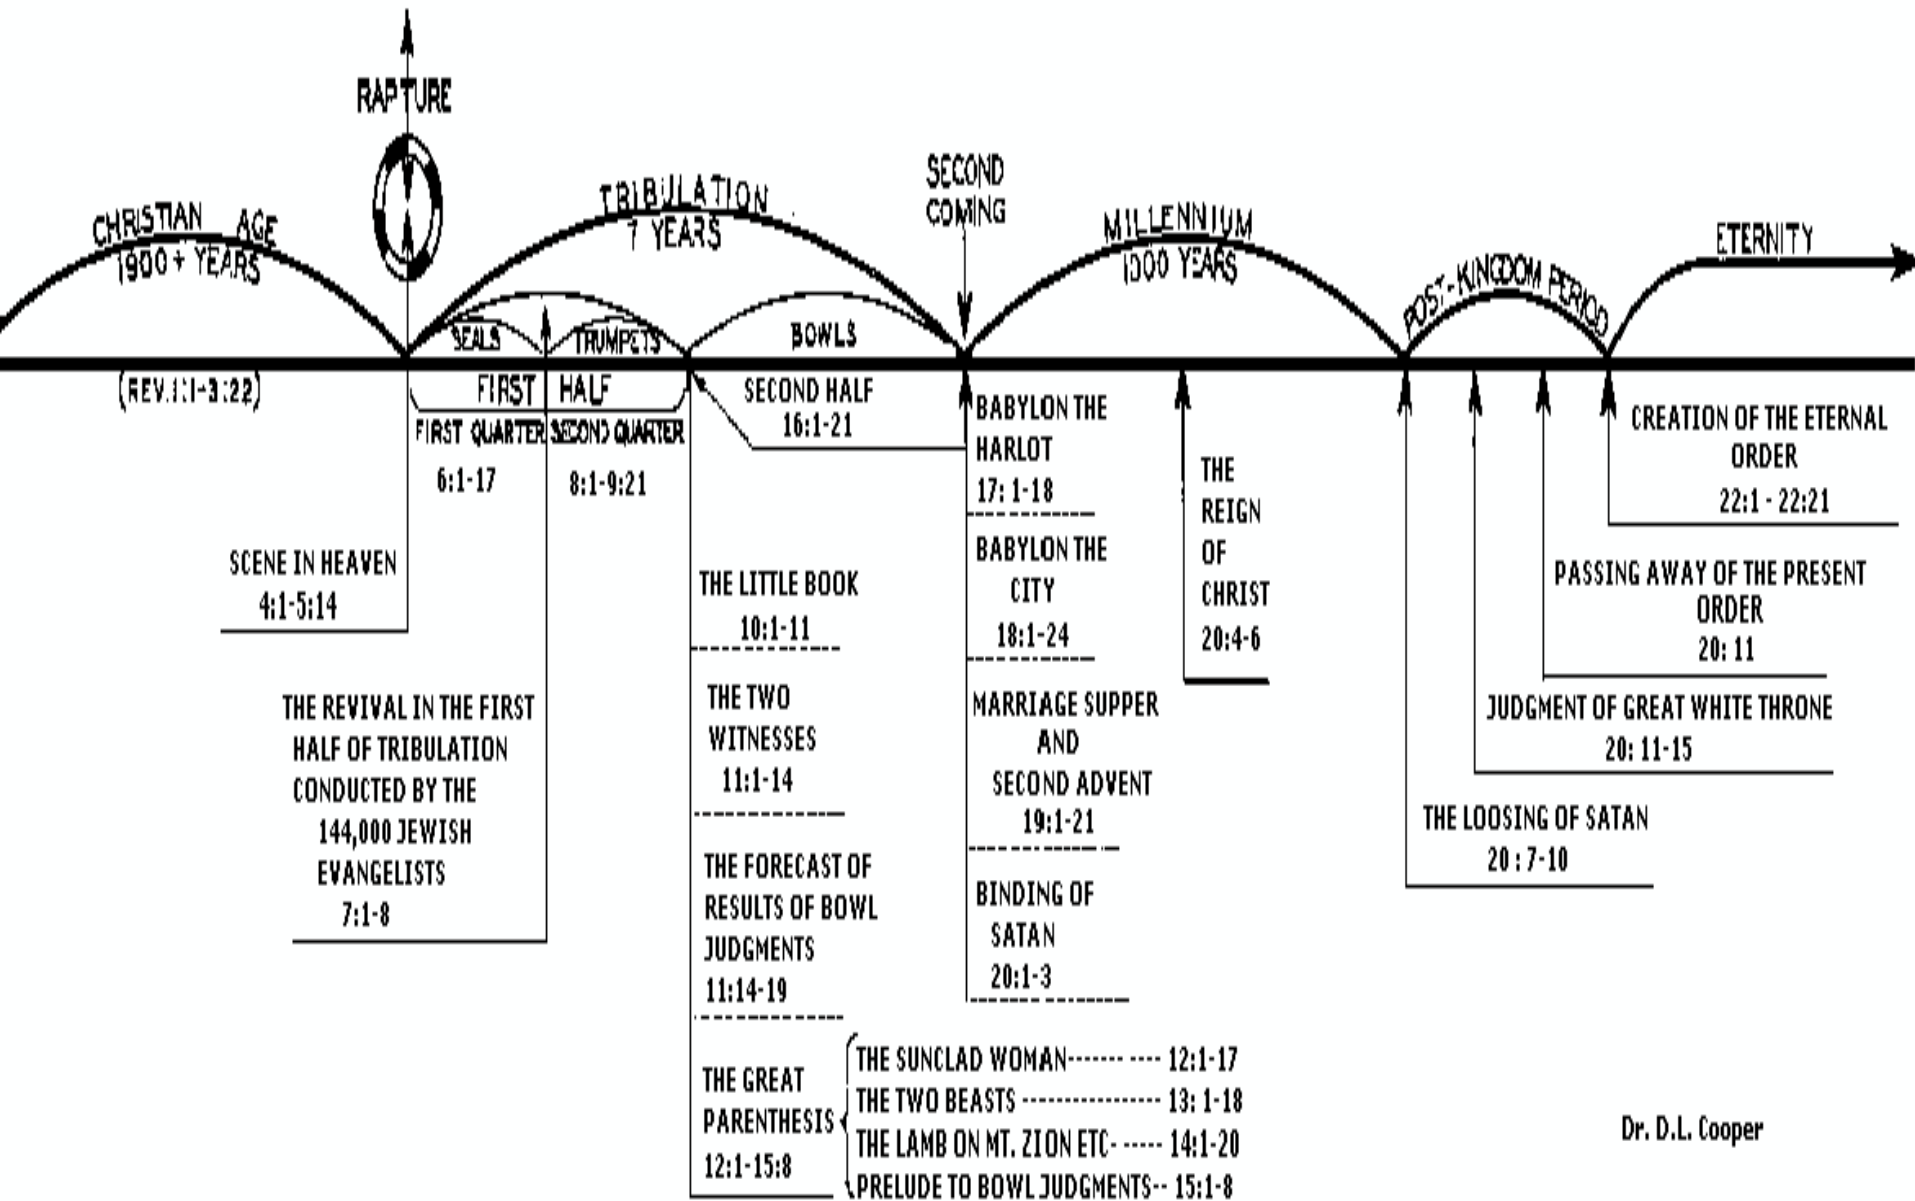 RAPTURE
CHRISTIAN AGE
1900 + YEARS
TRIBULATION
7 YEARS
SECOND
COMING
MILLENNIUM
1000 YEARS
POST-KINGDOM PERIOD
ETERNITY
SEALS
TRUMPETS
BOWLS
(REV.1:1-3:22)
FIRST HALF
FIRST QUARTER
SECOND QUARTER
6:1-17
8:1-9:21
SECOND HALF
16:1-21
SCENE IN HEAVEN
4:1-5:14
THE REVIVAL IN THE FIRST
HALF OF TRIBULATION
CONDUCTED BY THE
144,000 JEWISH
EVANGELISTS
7:1-8
THE LITTLE BOOK
10:1-11
THE TWO
WITNESSES
11:1-14
THE FORECAST OF
RESULTS OF BOWL
JUDGMENTS
11:14-19
THE GREAT
PARENTHESIS
12:1-15:8
THE SUNCLAD WOMAN------- ---- 12:1-17
THE TWO BEASTS ---------------- 13: 1-18
THE LAMB ON MT. ZION ETC- ----- 14:1-20
PRELUDE TO BOWL JUDGMENTS-- 15:1-8
BABYLON THE
HARLOT
17: 1-18
BABYLON THE
CITY
18:1-24
MARRIAGE SUPPER
AND
SECOND ADVENT
19:1-21
BINDING OF
SATAN
20:1-3
THE
REIGN
OF
CHRIST
20:4-6
CREATION OF THE ETERNAL
ORDER
22:1 - 22:21
PASSING AWAY OF THE PRESENT
ORDER
20: 11
JUDGMENT OF GREAT WHITE THRONE
20: 11-15
THE LOOSING OF SATAN
20 : 7-10
Dr. D.L. Cooper